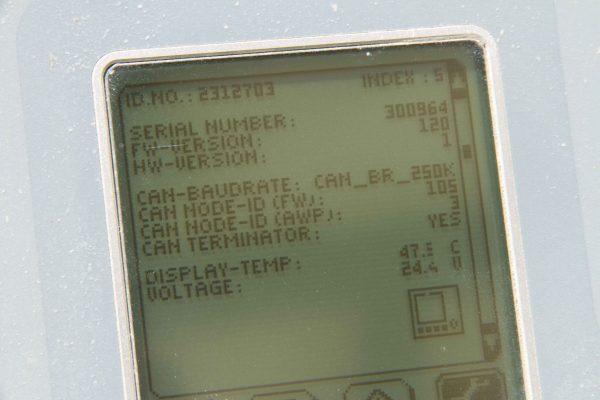 ID.NO.: 2312703 INDEX : 5
SERIAL NUMBER: 300964
FW-VERSION: 120
HW-VERSION: 1
CAN-BAUDRATE: CAN_BR_250K
CAN NODE-ID (FW): 105
CAN NODE-ID (AWP): 3
CAN TERMINATOR: YES
DISPLAY-TEMP: 47.5 C
VOLTAGE: 24.4 V